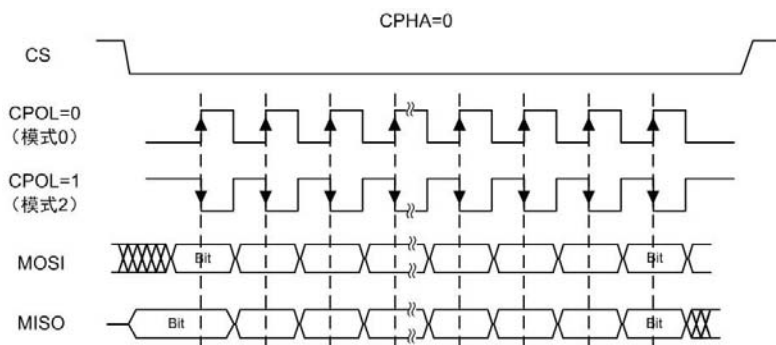 CPHA=0
CS
CPOL=0
（模式0）
CPOL=1
（模式2）
MOSI
Bit
Bit
MISO
Bit
Bit